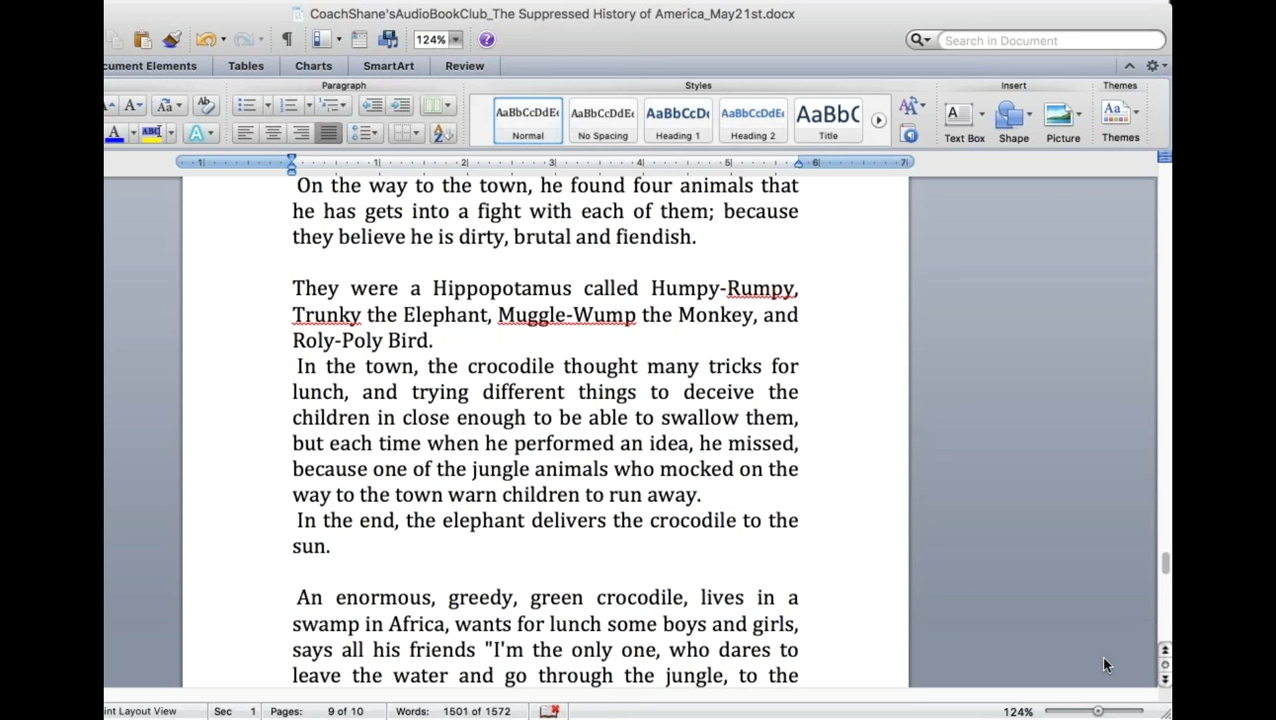 CoachShane'sAudioBookClub_The Suppressed History of America_May21st.docx
124%
Search in Document
cument Elements Tables Charts SmartArt Review
Paragraph Styles Insert Themes
AaBbCcDdEe AaBbCcDdEe AaBbCcDc AaBbCcDdEe AaBbC
Normal No Spacing Heading 1 Heading 2 Title
Text Box Shape Picture Themes
1 1 2 3 4 5 6 7
On the way to the town, he found four animals that
he has gets into a fight with each of them; because
they believe he is dirty, brutal and fiendish.
They were a Hippopotamus called Humpy-Rumpy,
Trunky the Elephant, Muggle-Wump the Monkey, and
Roly-Poly Bird.
In the town, the crocodile thought many tricks for
lunch, and trying different things to deceive the
children in close enough to be able to swallow them,
but each time when he performed an idea, he missed,
because one of the jungle animals who mocked on the
way to the town warn children to run away.
In the end, the elephant delivers the crocodile to the
sun.
An enormous, greedy, green crocodile, lives in a
swamp in Africa, wants for lunch some boys and girls,
says all his friends "I'm the only one, who dares to
leave the water and go through the jungle, to the
int Layout View Sec 1 Pages: 9 of 10 Words: 1501 of 1572 124%